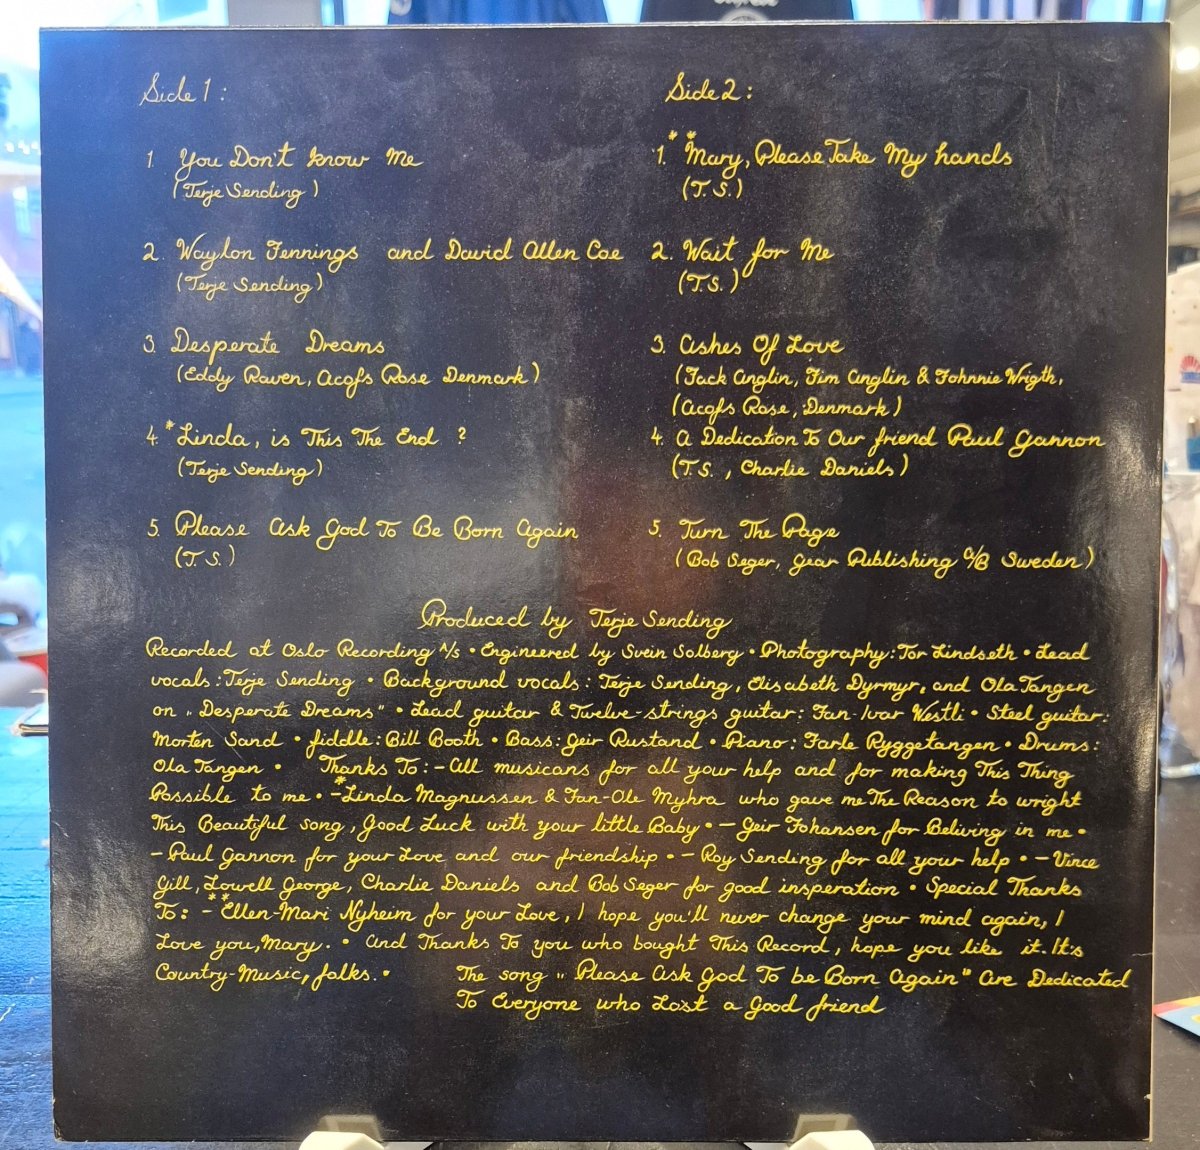 Side 1:
1. You Don't know Me
(Terje Sending)
2. Waylon Jennings and David Allen Coe
(Terje Sending)
3. Desperate Dreams
(Eddy Raven, Acoffs Rose Denmark)
4. *Linda, is This The End ?
(Terje Sending)
5. Please Ask God To Be Born Again
(T.S.)
Side 2:
1. **Mary, Please Take My hands
(T.S.)
2. Wait for Me
(T.S.)
3. Ashes Of Love
(Jack Anglin, Jim Anglin & Johnnie Wrigth,
(Acoffs Rose, Denmark)
4. A Dedication To Our friend Paul Gannon
(T.S., Charlie Daniels)
5. Turn The Page
(Bob Seger, Gear Publishing A/B Sweden)
Produced by Terje Sending
Recorded at Oslo Recording A/S • Engineered by Svein Solberg • Photography: Tor Lindseth • Lead
vocals: Terje Sending • Background vocals: Terje Sending, Elisabeth Dyrmyr, and Ola Tangen
on „Desperate Dreams" • Lead guitar & Twelve-strings guitar: Jan-Ivar Westli • Steel guitar:
Morten Sand • fiddle: Bill Booth • Bass: Geir Rustand • Piano: Jarle Ryggetangen • Drums:
Ola Tangen • Thanks To: - All musicans for all your help and for making This Thing
Possible to me • - *Linda Magnussen & Jan-Ole Myhra who gave me The Reason to wright
This Beautiful song, Good Luck with your little Baby • - Geir Johansen for Beliving in me •
- Paul Gannon for your Love and our friendship • - Roy Sending for all your help • - Vince
Gill, Lowell George, Charlie Daniels and Bob Seger for good insperation • Special Thanks
To: - **Ellen-Mari Nyheim for your Love, I hope you'll never change your mind again, I
Love you, Mary. • And Thanks To you who bought This Record, hope you like it. It's
Country-Music, folks. • The song „Please Ask God To be Born Again" Are Dedicated
To Everyone who Lost a Good friend